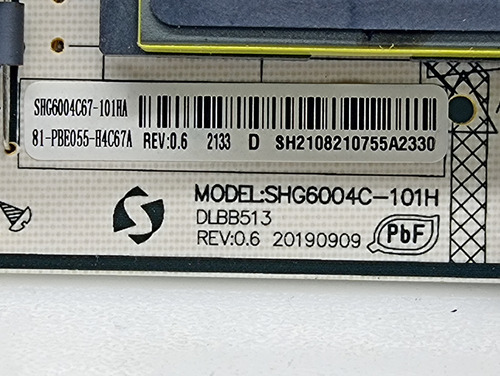 SHG6004C67-101HA
81-PBE055-H4C67A REV:0.6 2133 D SH2108210755A2330
MODEL:SHG6004C-101H
DLBB513
REV:0.6 20190909 PbF